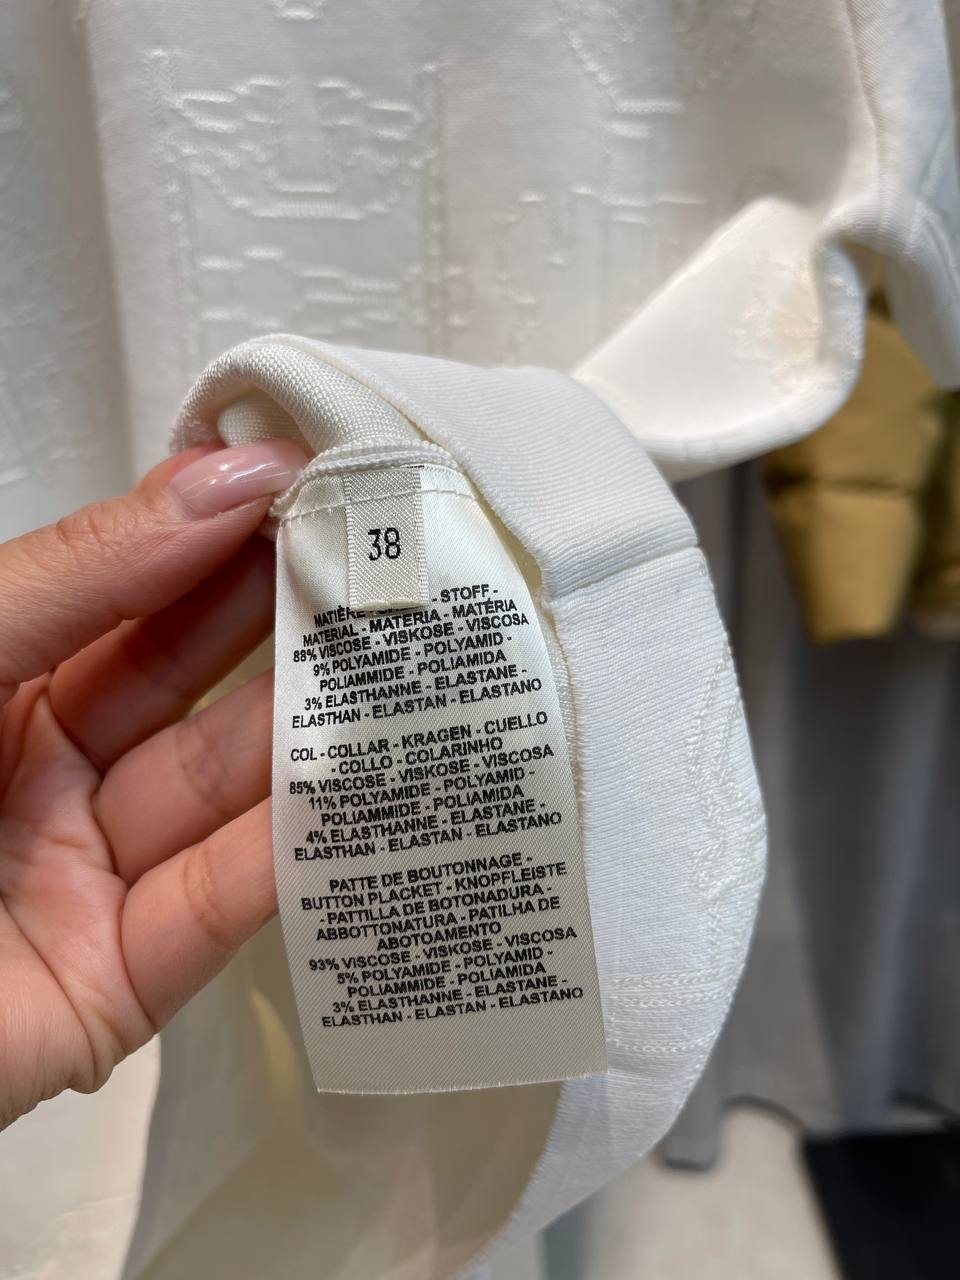 38
MATIÈRE - - STOFF -
MATERIAL - MATERIA - MATÉRIA
88% VISCOSE - VISKOSE - VISCOSA
9% POLYAMIDE - POLYAMID -
POLIAMMIDE - POLIAMIDA
3% ELASTHANNE - ELASTANE -
ELASTHAN - ELASTAN - ELASTANO
COL - COLLAR - KRAGEN - CUELLO
- COLLO - COLARINHO
85% VISCOSE - VISKOSE - VISCOSA
11% POLYAMIDE - POLYAMID -
POLIAMMIDE - POLIAMIDA
4% ELASTHANNE - ELASTANE -
ELASTHAN - ELASTAN - ELASTANO
PATTE DE BOUTONNAGE -
BUTTON PLACKET - KNOPFLEISTE
- PATTILLA DE BOTONADURA -
ABBOTTONATURA - PATILHA DE
ABOTOAMENTO
93% VISCOSE - VISKOSE - VISCOSA
5% POLYAMIDE - POLYAMID -
POLIAMMIDE - POLIAMIDA
3% ELASTHANNE - ELASTANE -
ELASTHAN - ELASTAN - ELASTANO